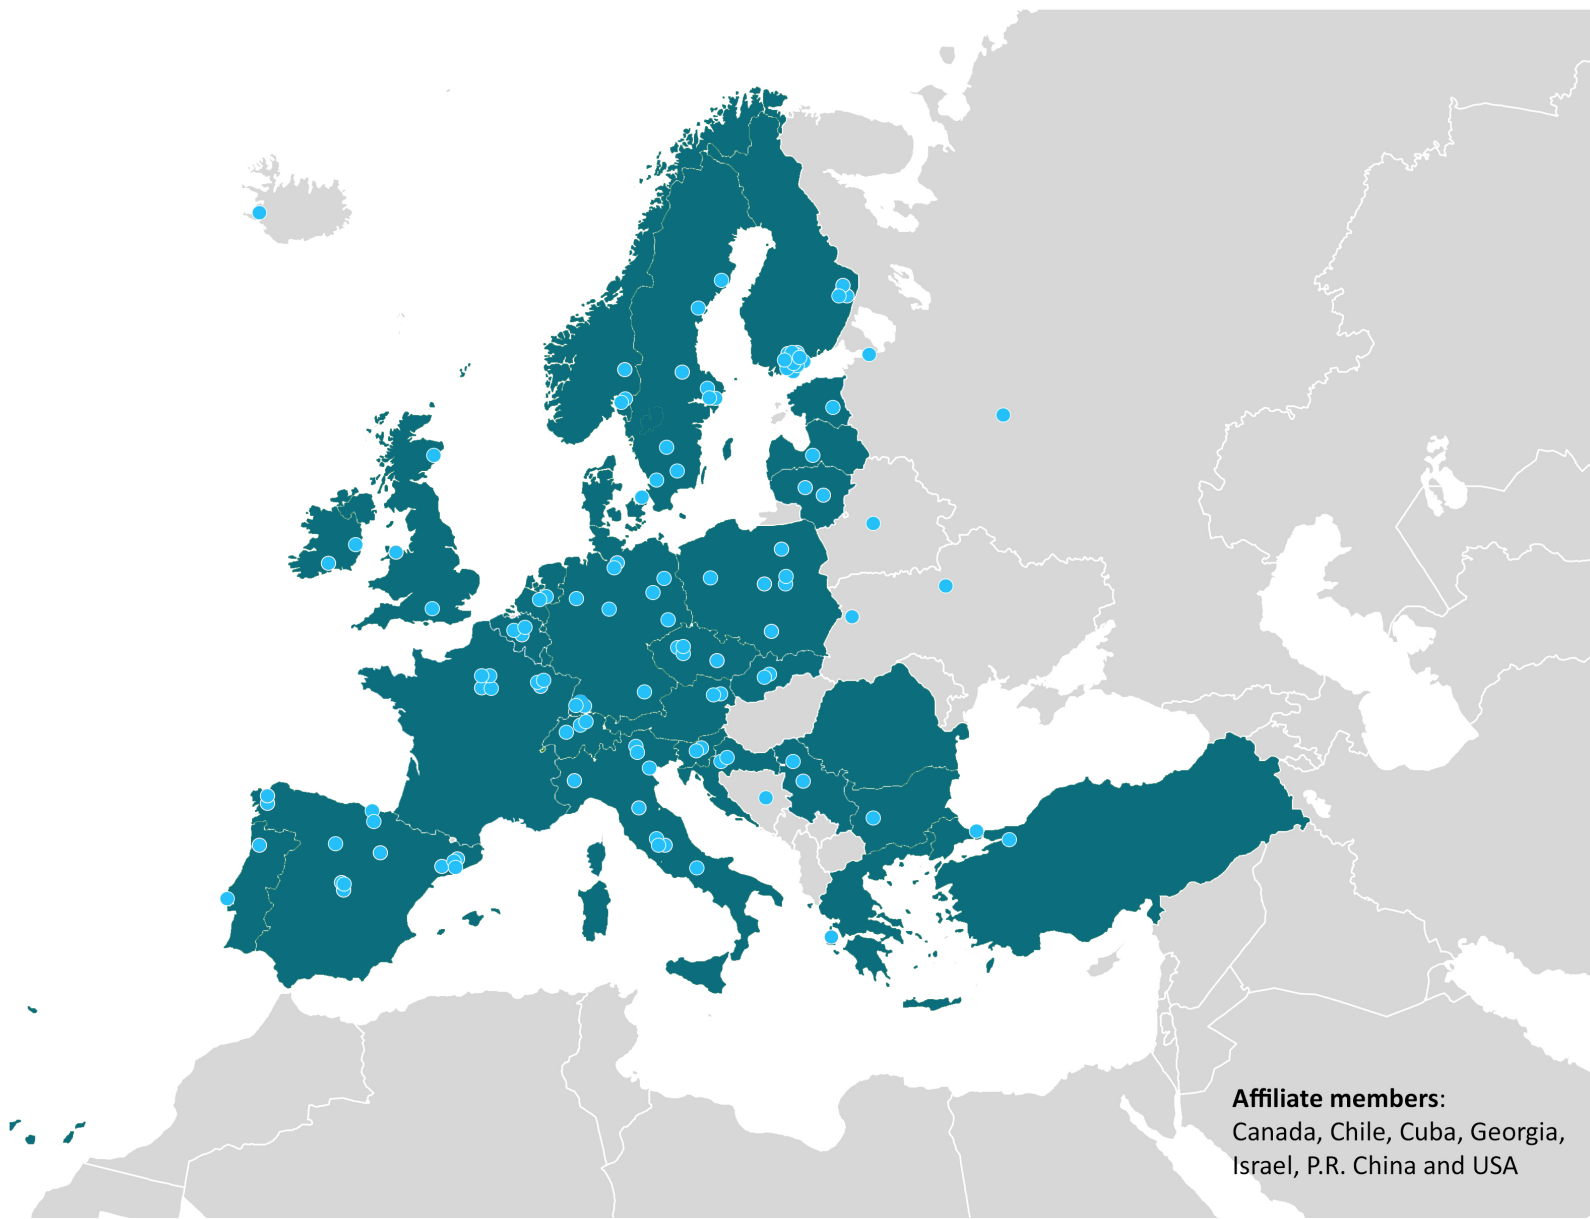 Affiliate members:
Canada, Chile, Cuba, Georgia,
Israel, P.R. China and USA